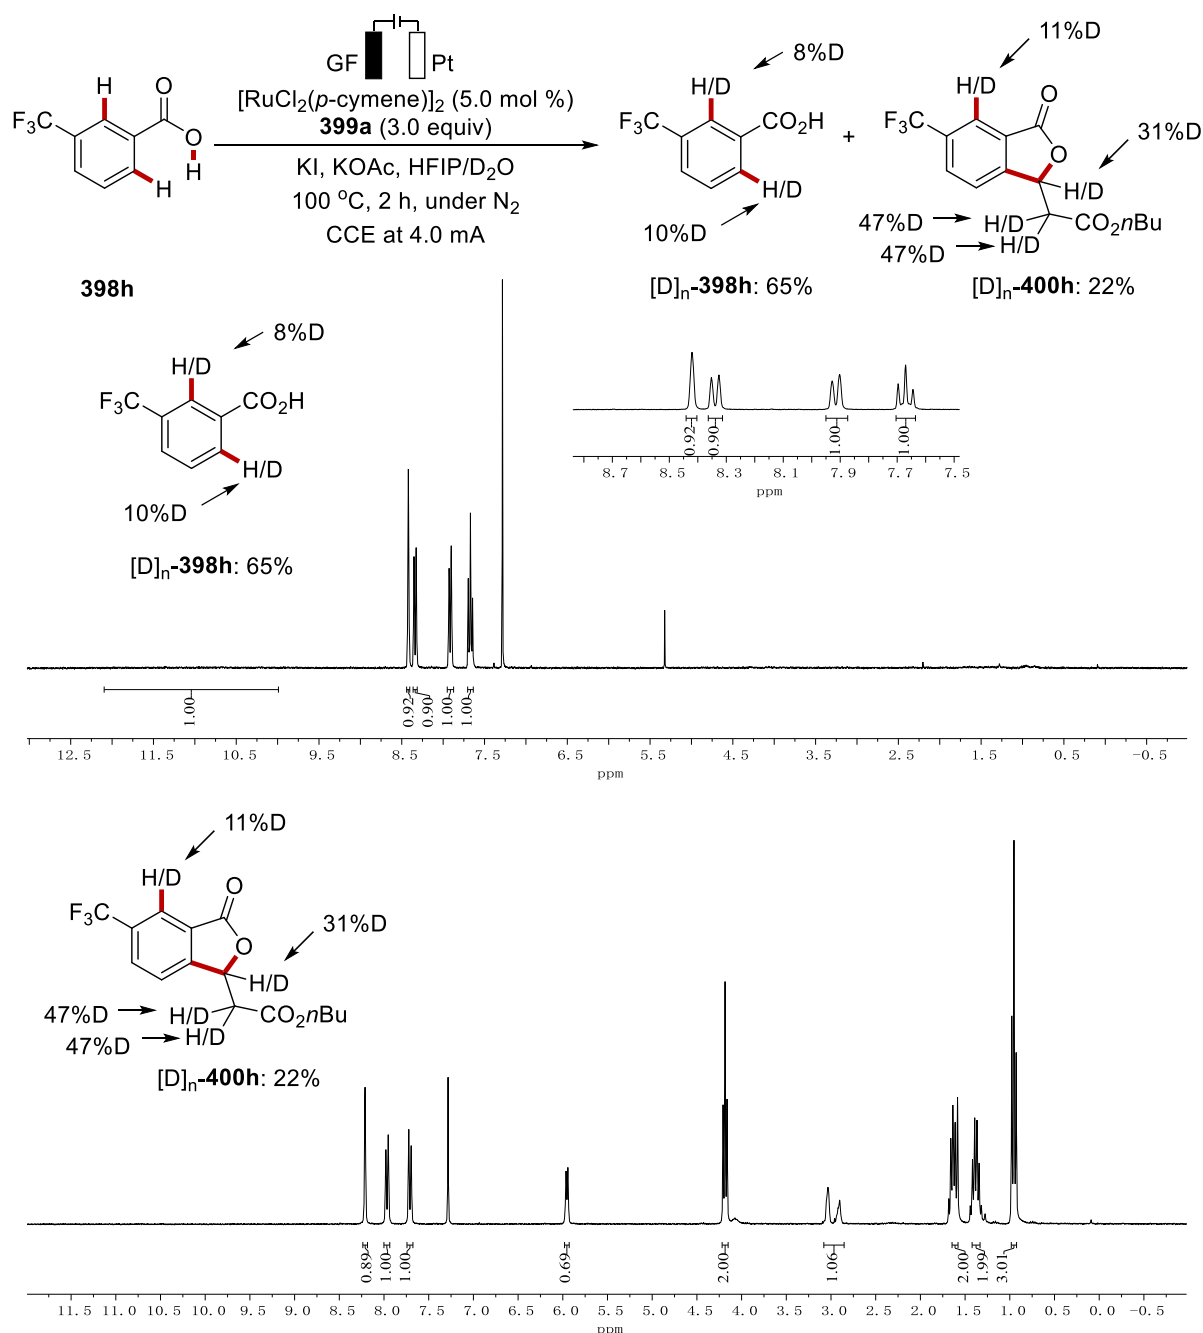 GF Pt
[RuCl2(p-cymene)]2 (5.0 mol %)
399a (3.0 equiv)
KI, KOAc, HFIP/D2O
100 °C, 2 h, under N2
CCE at 4.0 mA
F3C H O O H H
8%D
H/D
F3C CO2H
H/D
10%D
[D]n-398h: 65%
+
11%D
H/D O
F3C O
31%D
H/D
47%D H/D CO2nBu
47%D H/D
[D]n-400h: 22%
398h
8%D
H/D
F3C CO2H
H/D
10%D
[D]n-398h: 65%
0.92 0.90 1.00 1.00
8.7 8.5 8.3 8.1 7.9 7.7 7.5
ppm
1.00 0.92 0.90 1.00 1.00
12.5 11.5 10.5 9.5 8.5 7.5 6.5 5.5 4.5 3.5 2.5 1.5 0.5 -0.5
ppm
11%D
H/D O
F3C O
31%D
H/D
47%D H/D CO2nBu
47%D H/D
[D]n-400h: 22%
0.89 1.00 1.00 0.69 2.00 1.06 2.00 1.99 3.01
11.5 11.0 10.5 10.0 9.5 9.0 8.5 8.0 7.5 7.0 6.5 6.0 5.5 5.0 4.5 4.0 3.5 3.0 2.5 2.0 1.5 1.0 0.5 0.0 -0.5
ppm